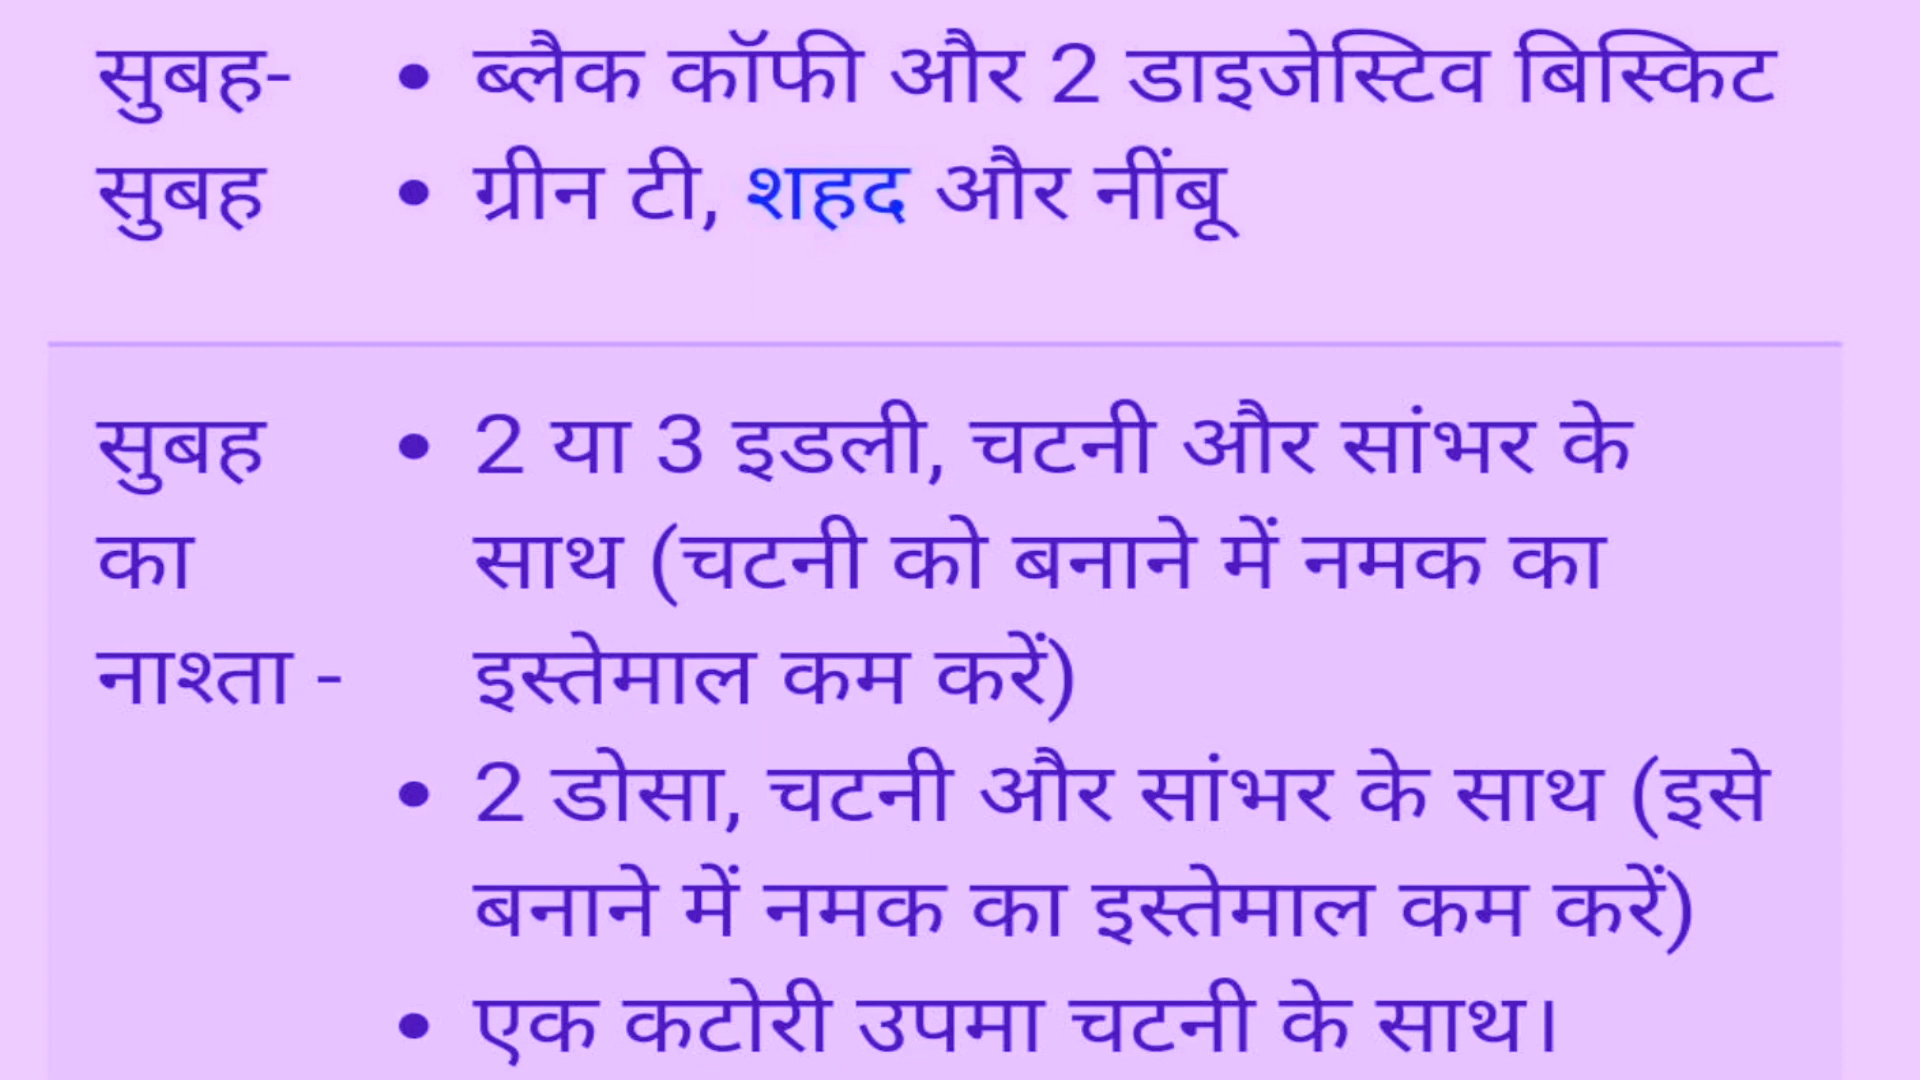 सुबह- • ब्लैक कॉफी और 2 डाइजेस्टिव बिस्किट
सुबह • ग्रीन टी, शहद और नींबू
सुबह • 2 या 3 इडली, चटनी और सांभर के
का साथ (चटनी को बनाने में नमक का
नाश्ता - इस्तेमाल कम करें)
• 2 डोसा, चटनी और सांभर के साथ (इसे
बनाने में नमक का इस्तेमाल कम करें)
• एक कटोरी उपमा चटनी के साथ।